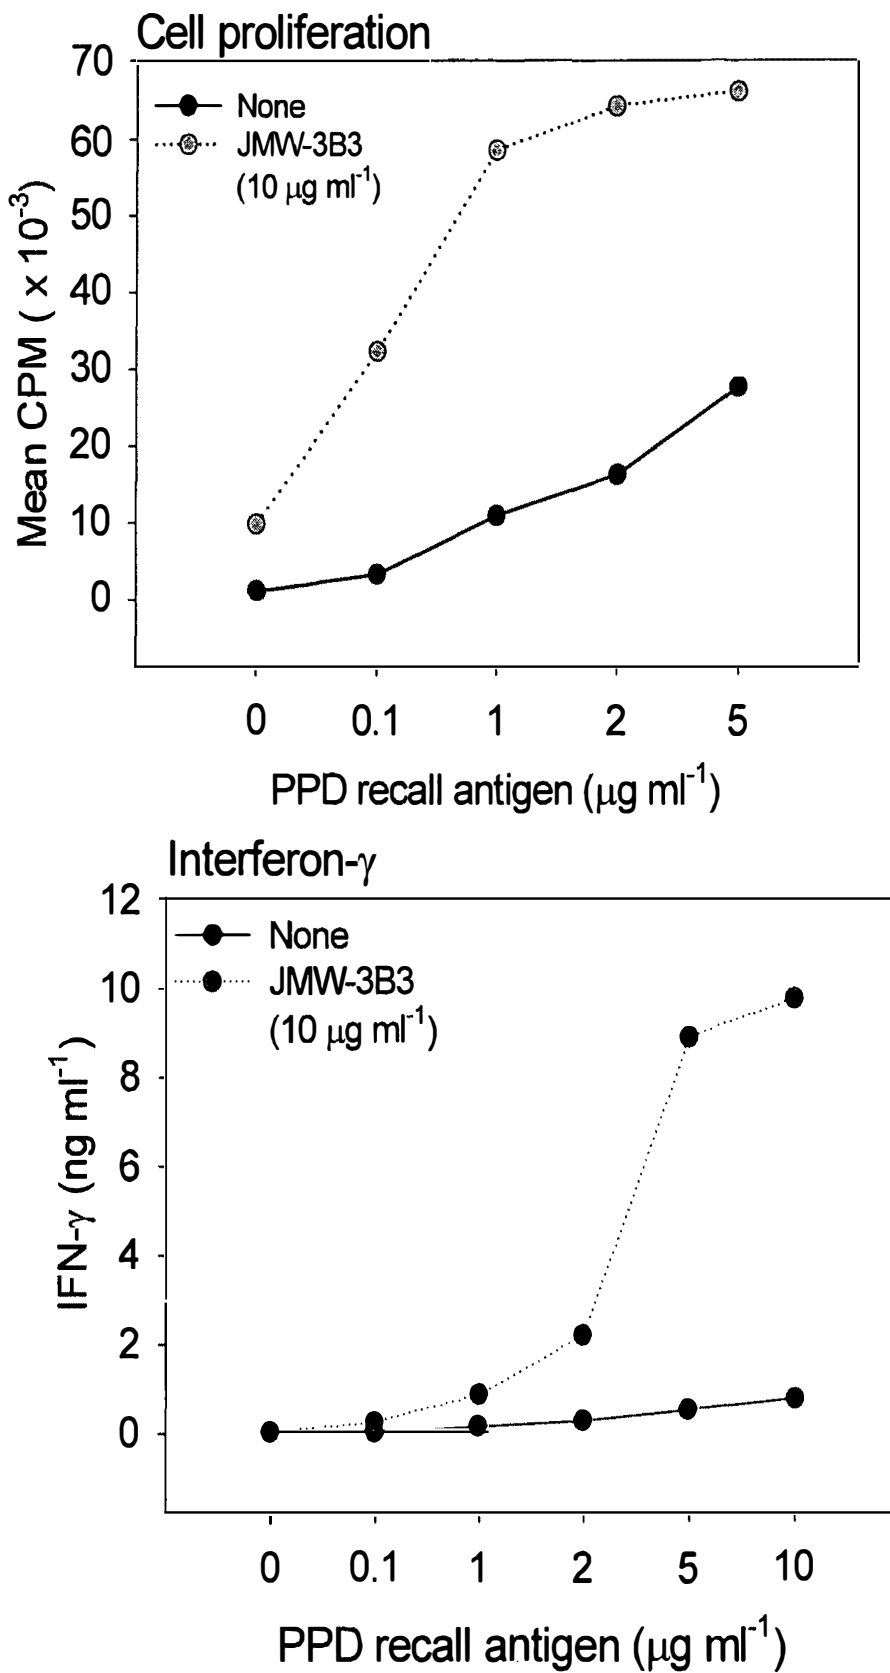 Cell proliferation
70
60
50
40
30
20
10
0
Mean CPM ( x 10⁻³)
None
JMW-3B3
(10 μg ml⁻¹)
0 0.1 1 2 5
PPD recall antigen (μg ml⁻¹)
Interferon-γ
12
10
8
6
4
2
0
IFN-γ (ng ml⁻¹)
None
JMW-3B3
(10 μg ml⁻¹)
0 0.1 1 2 5 10
PPD recall antigen (μg ml⁻¹)